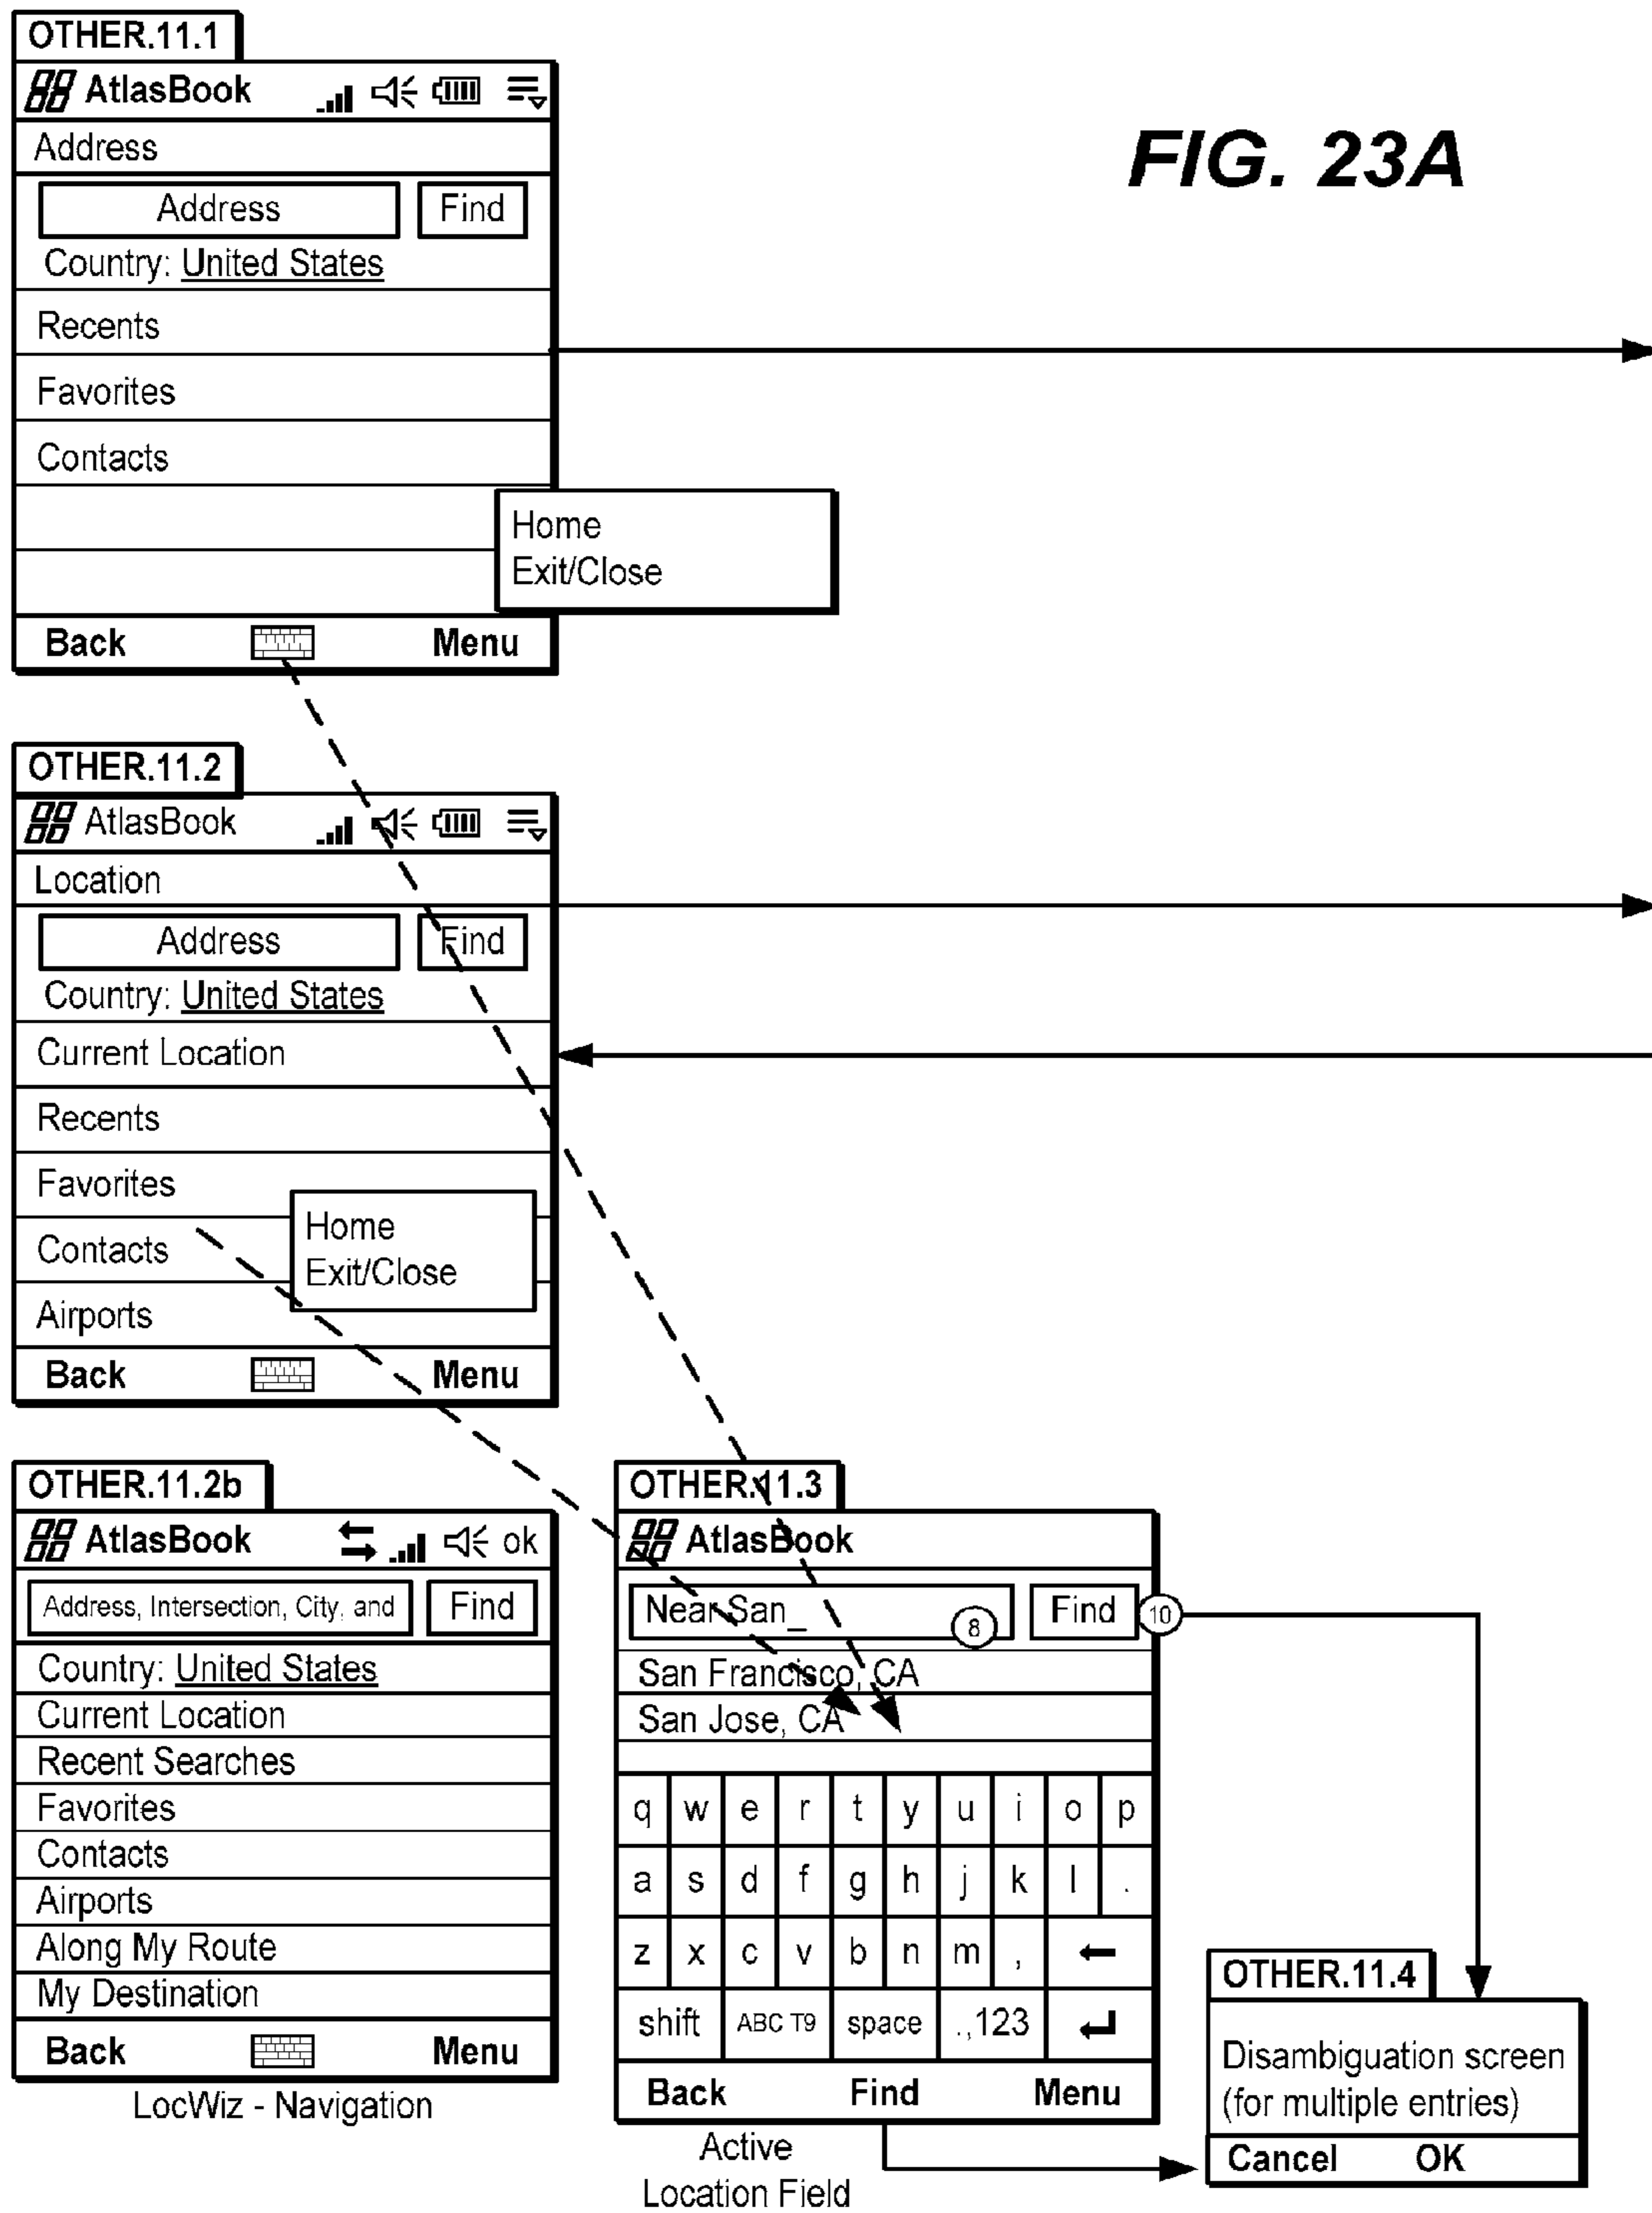 OTHER.11.1
AtlasBook
FIG. 23A
Address
Address Find
Country: United States
Recents
Favorites
Contacts
Home
Exit/Close
Back Menu
OTHER.11.2
AtlasBook
Location
Address Find
Country: United States
Current Location
Recents
Favorites
Contacts
Home
Exit/Close
Airports
Back Menu
OTHER.11.2b
AtlasBook ok
Address, Intersection, City, and Find
Country: United States
Current Location
Recent Searches
Favorites
Contacts
Airports
Along My Route
My Destination
Back Menu
LocWiz - Navigation
OTHER.11.3
AtlasBook
Near San_ 8 Find 10
San Francisco, CA
San Jose, CA
q w e r t y u i o p
a s d f g h j k l .
z x c v b n m ,
shift ABC T9 space .,123
Back Find Menu
Active
Location Field
OTHER.11.4
Disambiguation screen
(for multiple entries)
Cancel OK